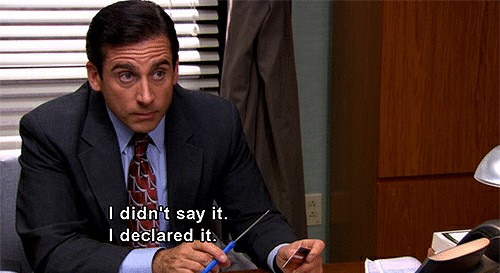 I didn't say it.
I declared it.